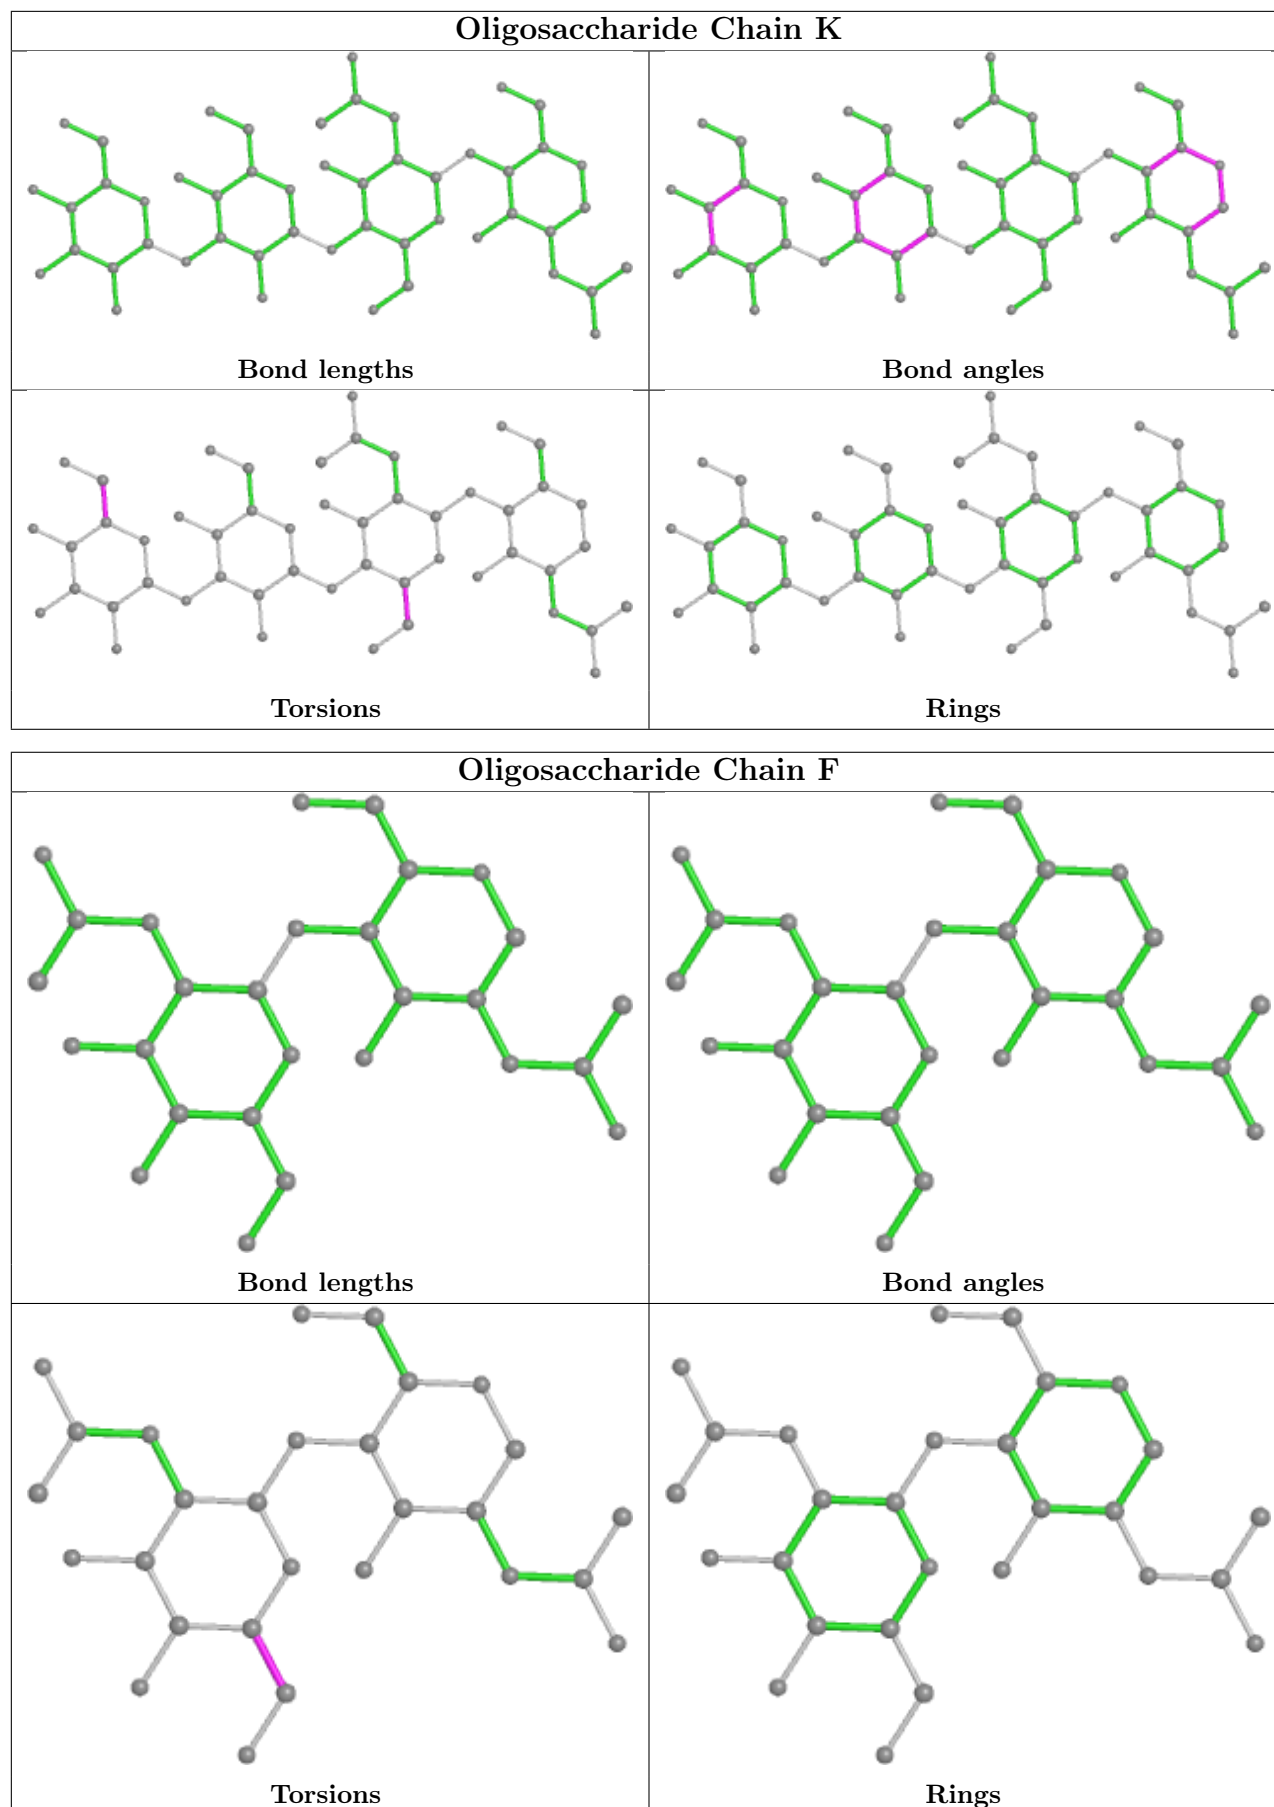 Oligosaccharide Chain K
Bond lengths
Bond angles
Torsions
Rings
Oligosaccharide Chain F
Bond lengths
Bond angles
Torsions
Rings